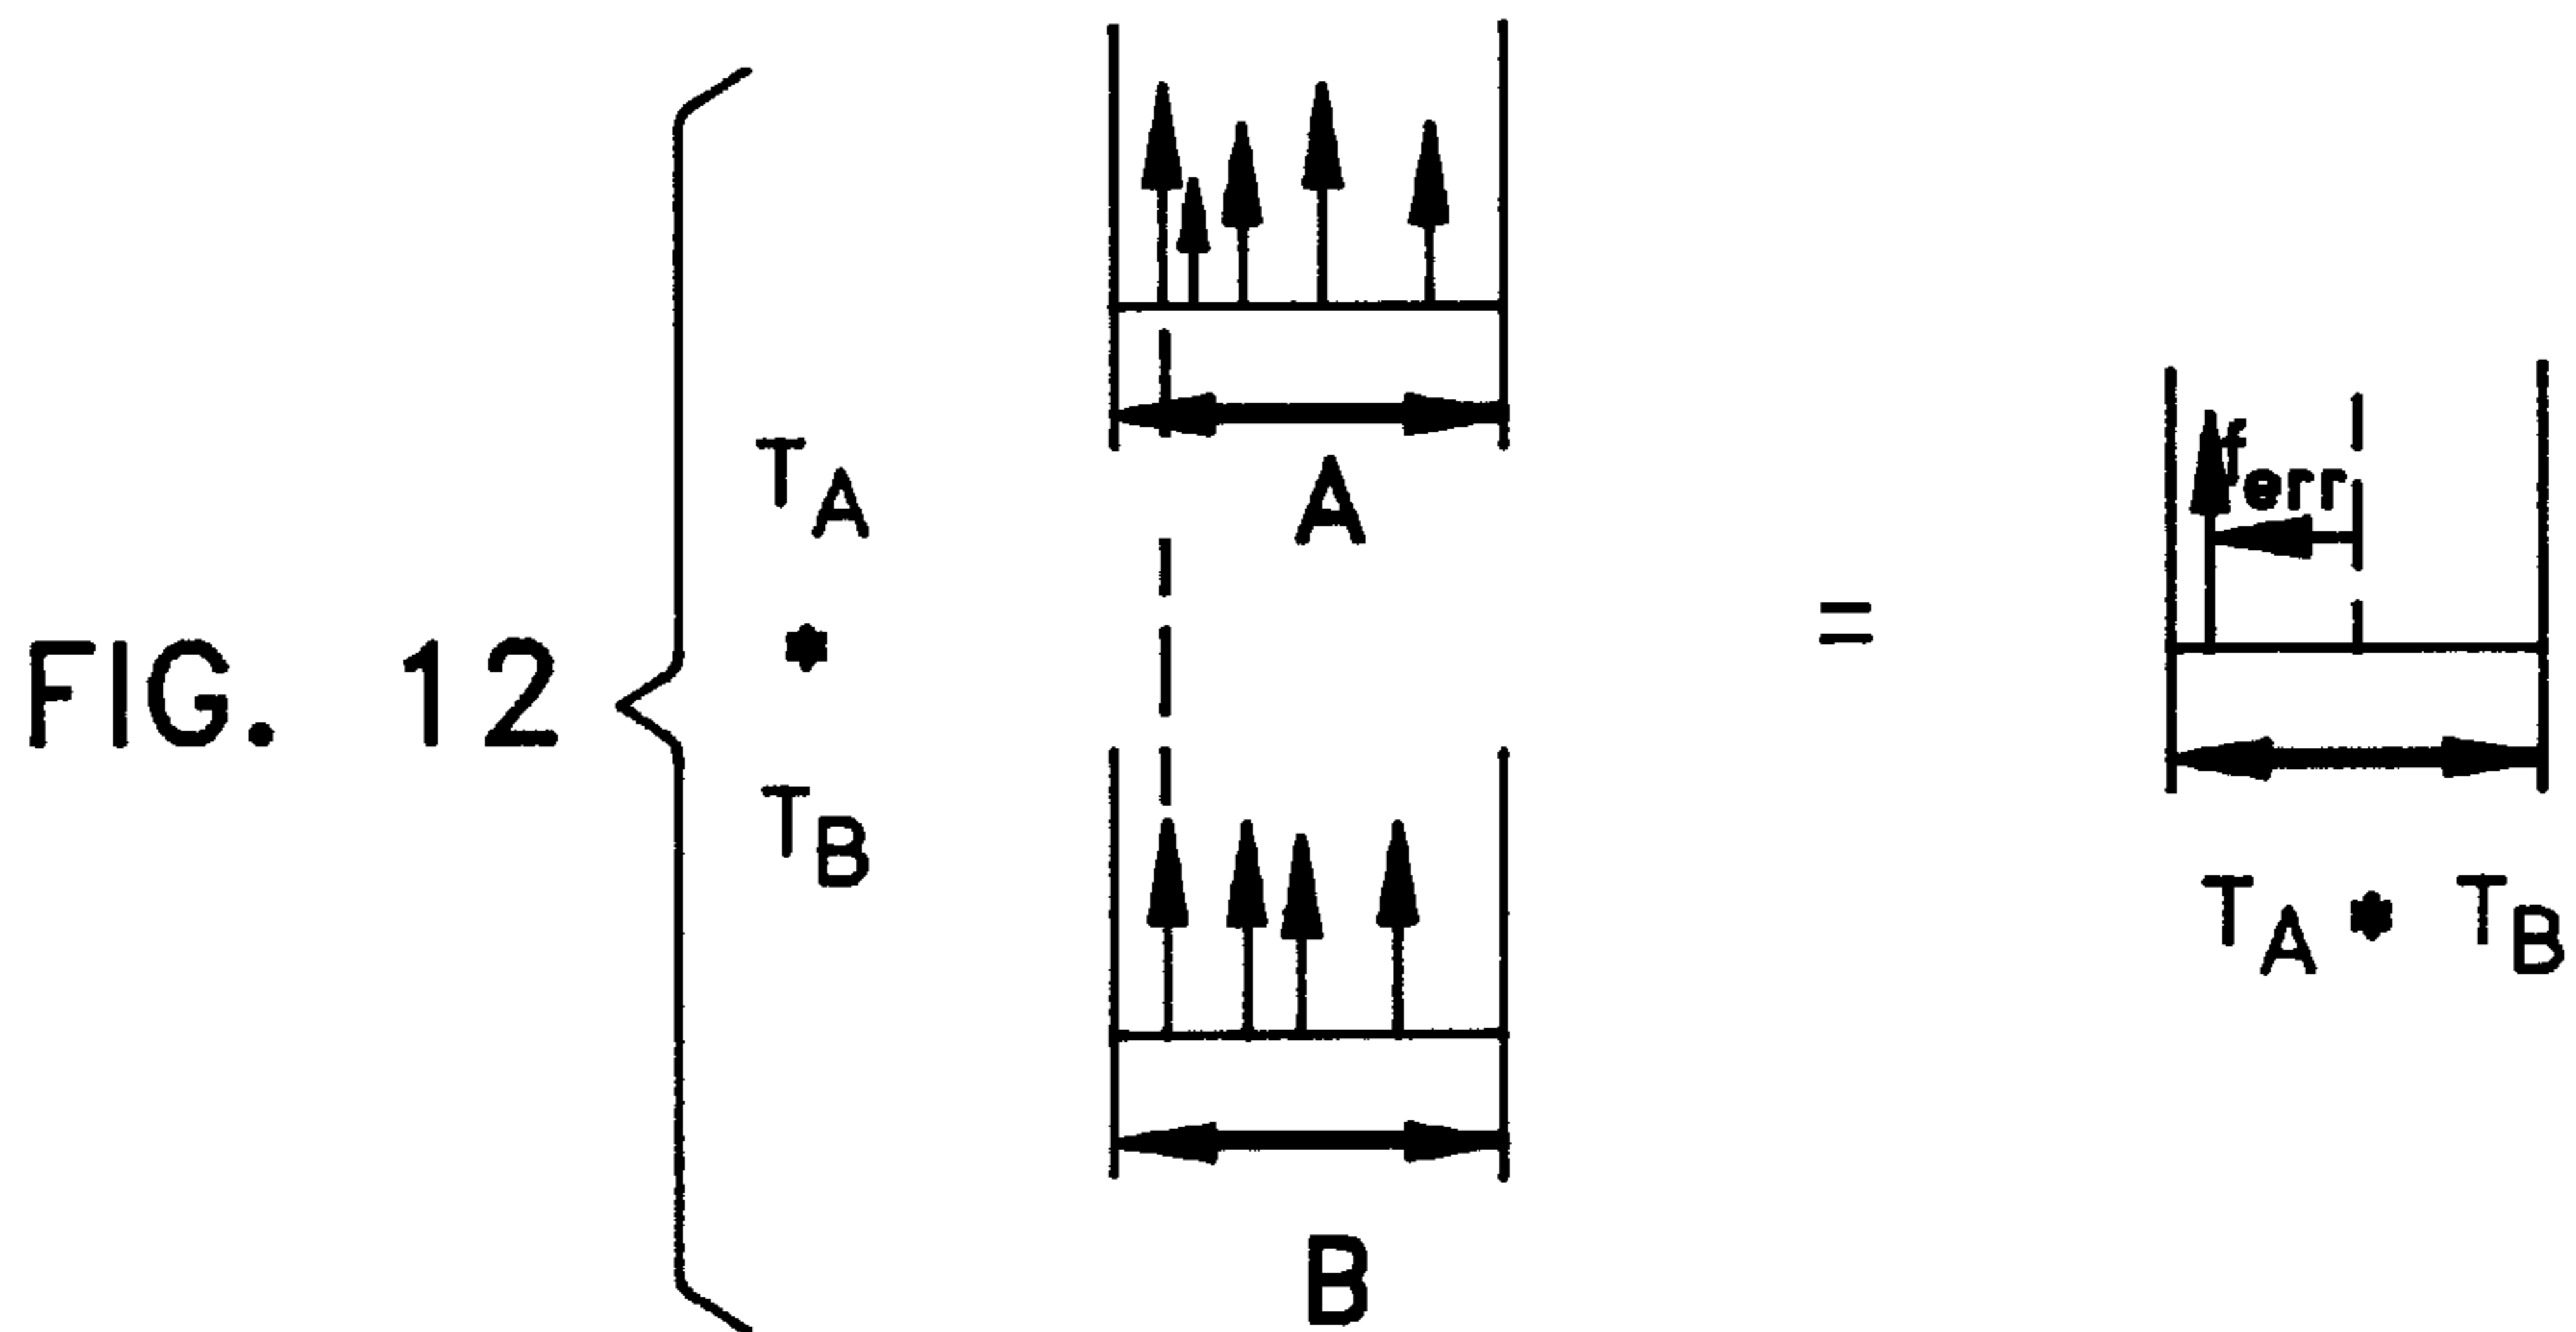 FIG. 12
T_A
*
T_B
A
B
=
f_err
T_A * T_B